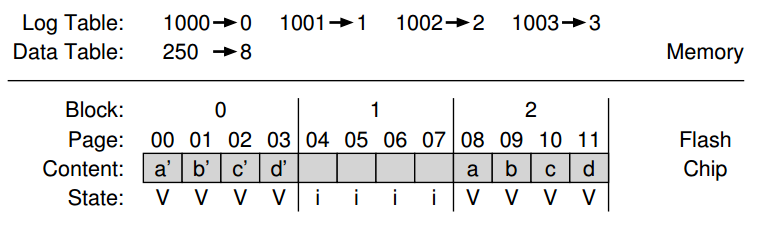 Log Table: 1000→0 1001→1 1002→2 1003→3
Data Table: 250 →8 Memory
Block: 0 1 2
Page: 00 01 02 03 04 05 06 07 08 09 10 11 Flash
Content: a’ b’ c’ d’ a b c d Chip
State: V V V V i i i i V V V V